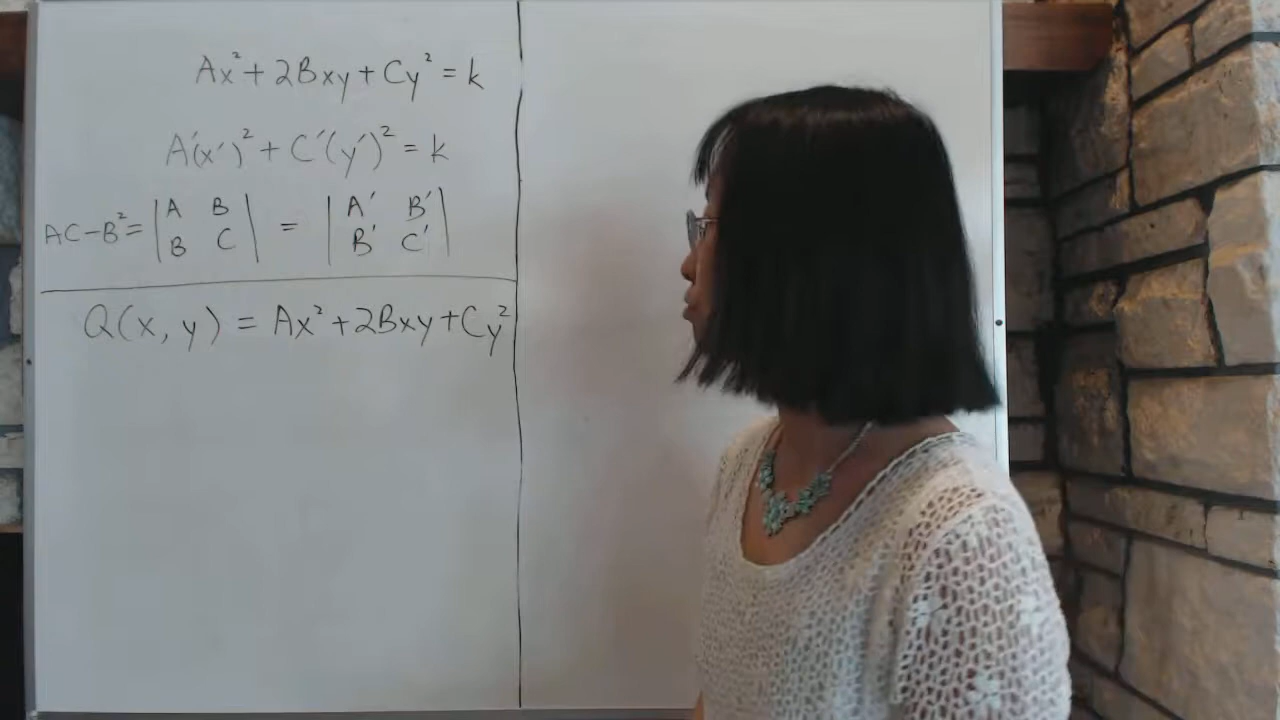 Ax² + 2Bxy + Cy² = k
A′(x′)² + C′(y′)² = k
AC − B² = |A B; B C| = |A′ B′; B′ C′|
Q(x, y) = Ax² + 2Bxy + Cy²